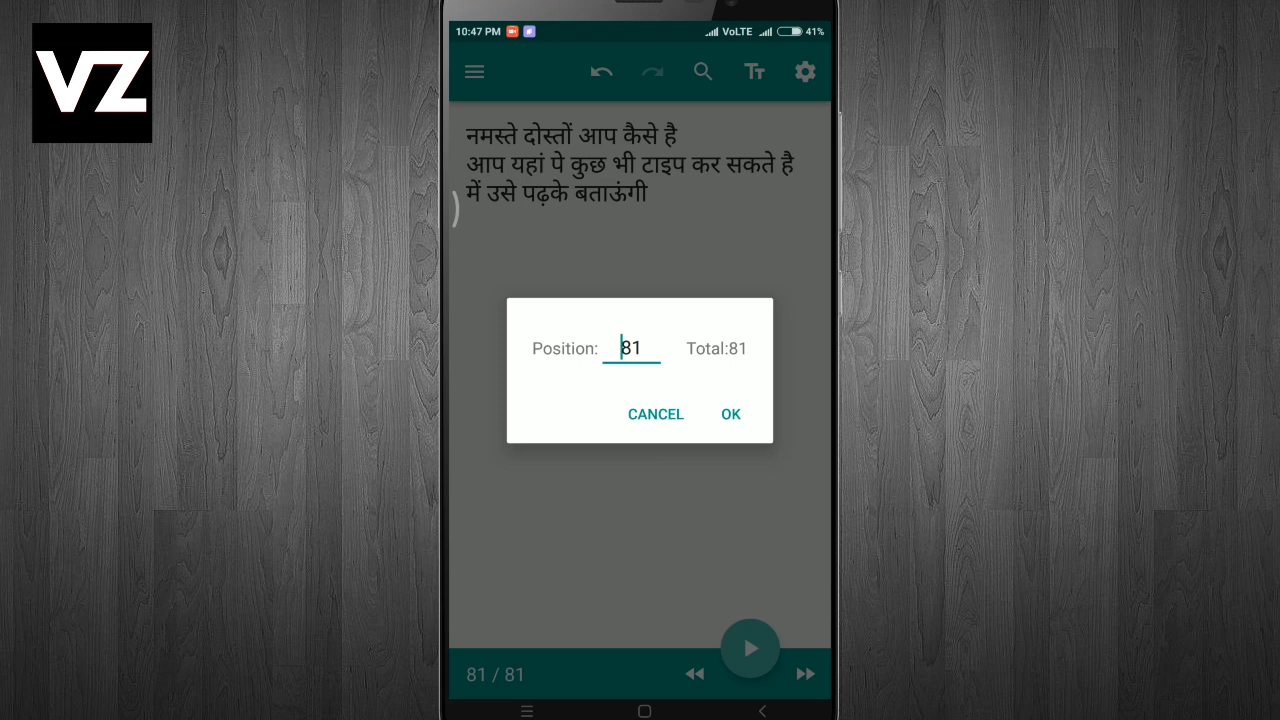 VZ
10:47 PM VoLTE 41%
नमस्ते दोस्तों आप कैसे है
आप यहां पे कुछ भी टाइप कर सकते है
में उसे पढ़के बताऊंगी
Position: 81 Total:81
CANCEL OK
81 / 81